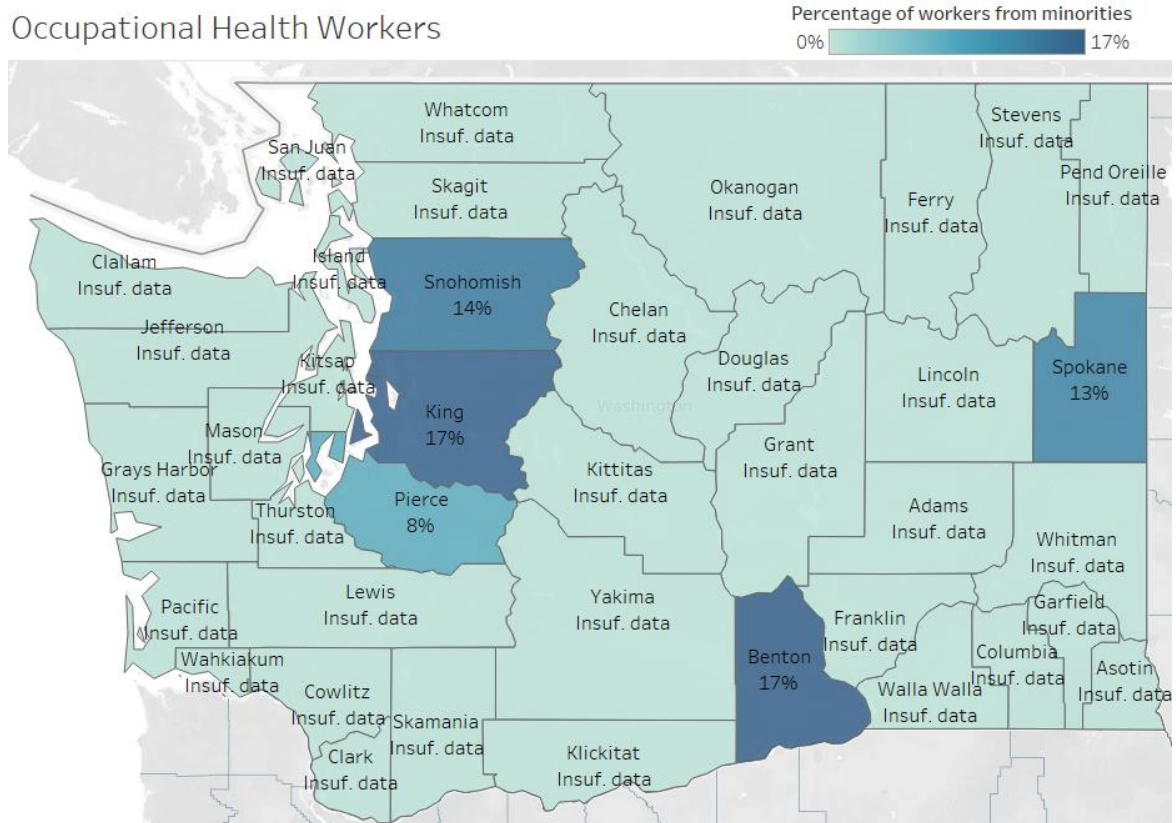 Occupational Health Workers
Percentage of workers from minorities
0% 17%
Whatcom
Insuf. data
San Juan
Insuf. data
Skagit
Insuf. data
Okanogan
Insuf. data
Ferry
Insuf. data
Stevens
Insuf. data
Pend Oreille
Insuf. data
Clallam
Insuf. data
Island
Insuf. data
Snohomish
14%
Jefferson
Insuf. data
Kitsap
Insuf. data
Chelan
Insuf. data
Douglas
Insuf. data
Lincoln
Insuf. data
Spokane
13%
Washington
King
17%
Mason
Insuf. data
Grays Harbor
Insuf. data
Kittitas
Insuf. data
Grant
Insuf. data
Pierce
8%
Thurston
Insuf. data
Adams
Insuf. data
Whitman
Insuf. data
Lewis
Insuf. data
Yakima
Insuf. data
Pacific
Insuf. data
Franklin
Insuf. data
Garfield
Insuf. data
Benton
17%
Columbia
Insuf. data
Wahkiakum
Insuf. data
Asotin
Insuf. data
Walla Walla
Insuf. data
Cowlitz
Insuf. data
Skamania
Insuf. data
Clark
Insuf. data
Klickitat
Insuf. data